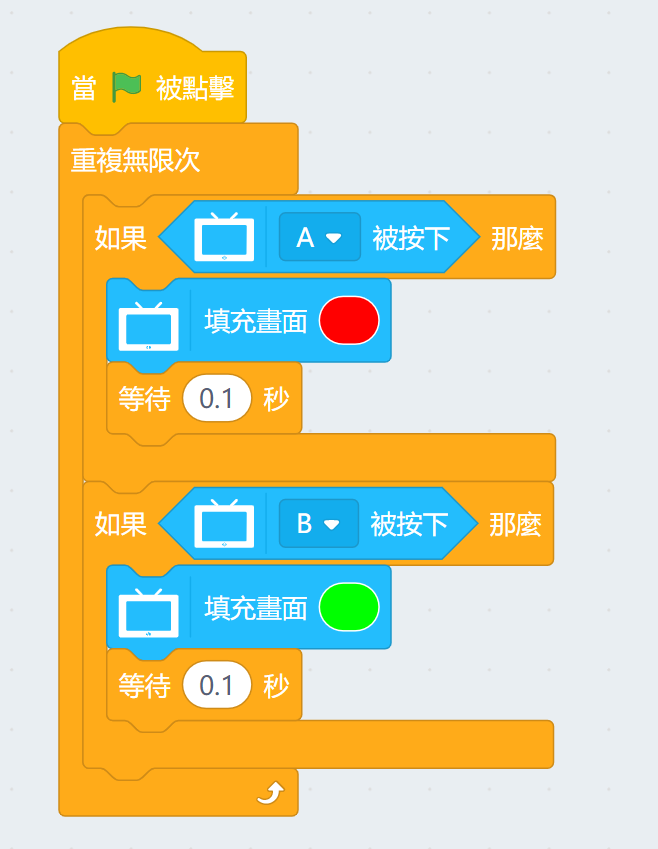 當 被點擊
重複無限次
如果 A 被按下 那麼
填充畫面
等待 0.1 秒
如果 B 被按下 那麼
填充畫面
等待 0.1 秒